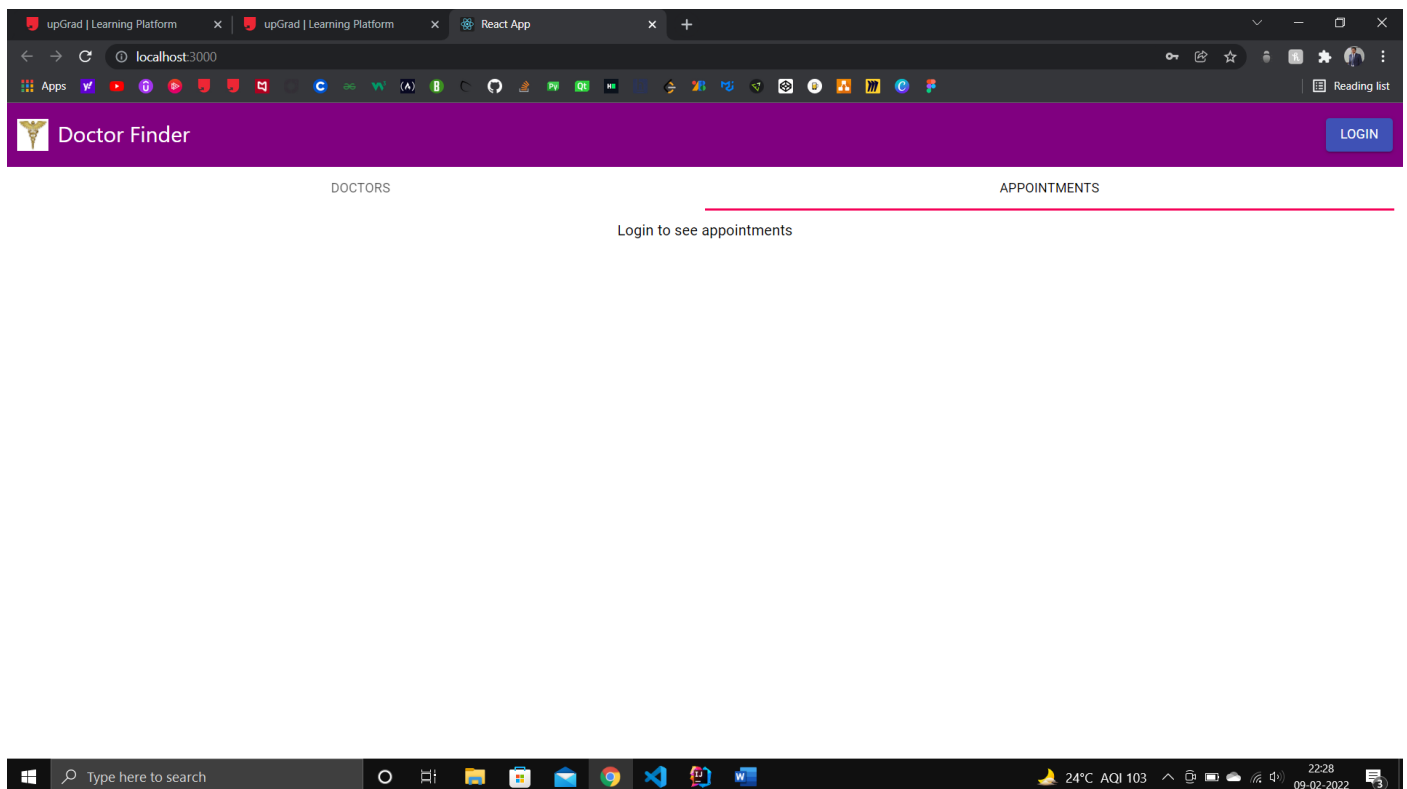 upGrad | Learning Platform
upGrad | Learning Platform
React App
localhost:3000
Apps
Reading list
Doctor Finder
LOGIN
DOCTORS
APPOINTMENTS
Login to see appointments
Type here to search
24°C AQI 103
22:28
09-02-2022
3